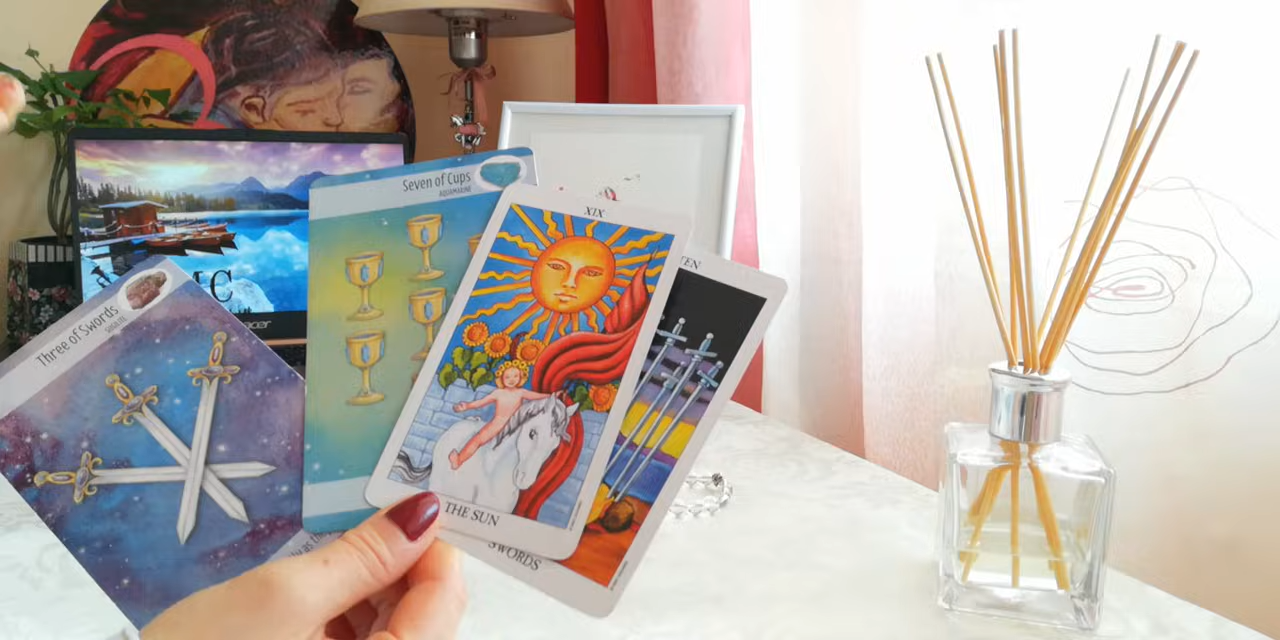 Three of Swords
Seven of Cups
AQUAMARINE
XIX
THE SUN
TEN
SWORDS
acer